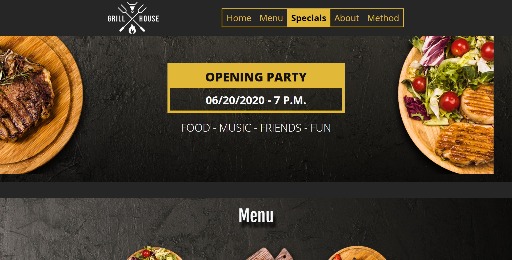 GRILL HOUSE
Home Menu Specials About Method
OPENING PARTY
06/20/2020 - 7 P.M.
FOOD - MUSIC - FRIENDS - FUN
Menu